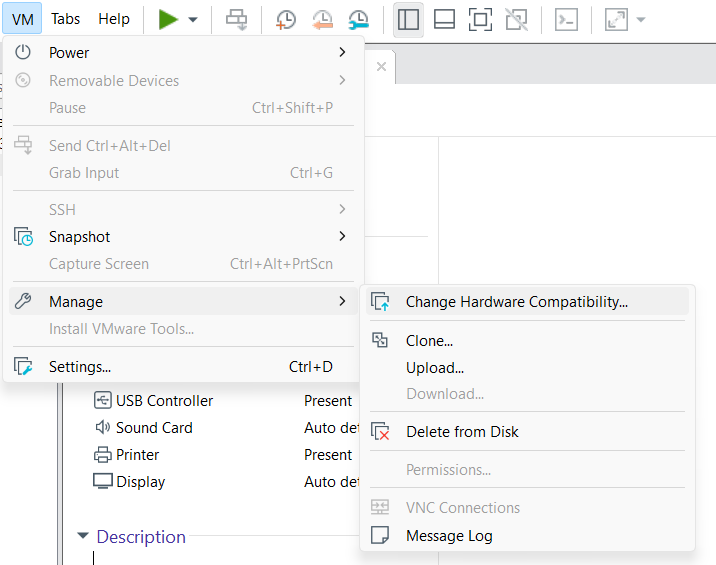 VM Tabs Help
Power
Removable Devices
Pause Ctrl+Shift+P
Send Ctrl+Alt+Del
Grab Input Ctrl+G
SSH
Snapshot
Capture Screen Ctrl+Alt+PrtScn
Manage
Install VMware Tools...
Settings... Ctrl+D
Change Hardware Compatibility...
Clone...
Upload...
Download...
Delete from Disk
Permissions...
VNC Connections
Message Log
USB Controller Present
Sound Card Auto det
Printer Present
Display Auto det
Description